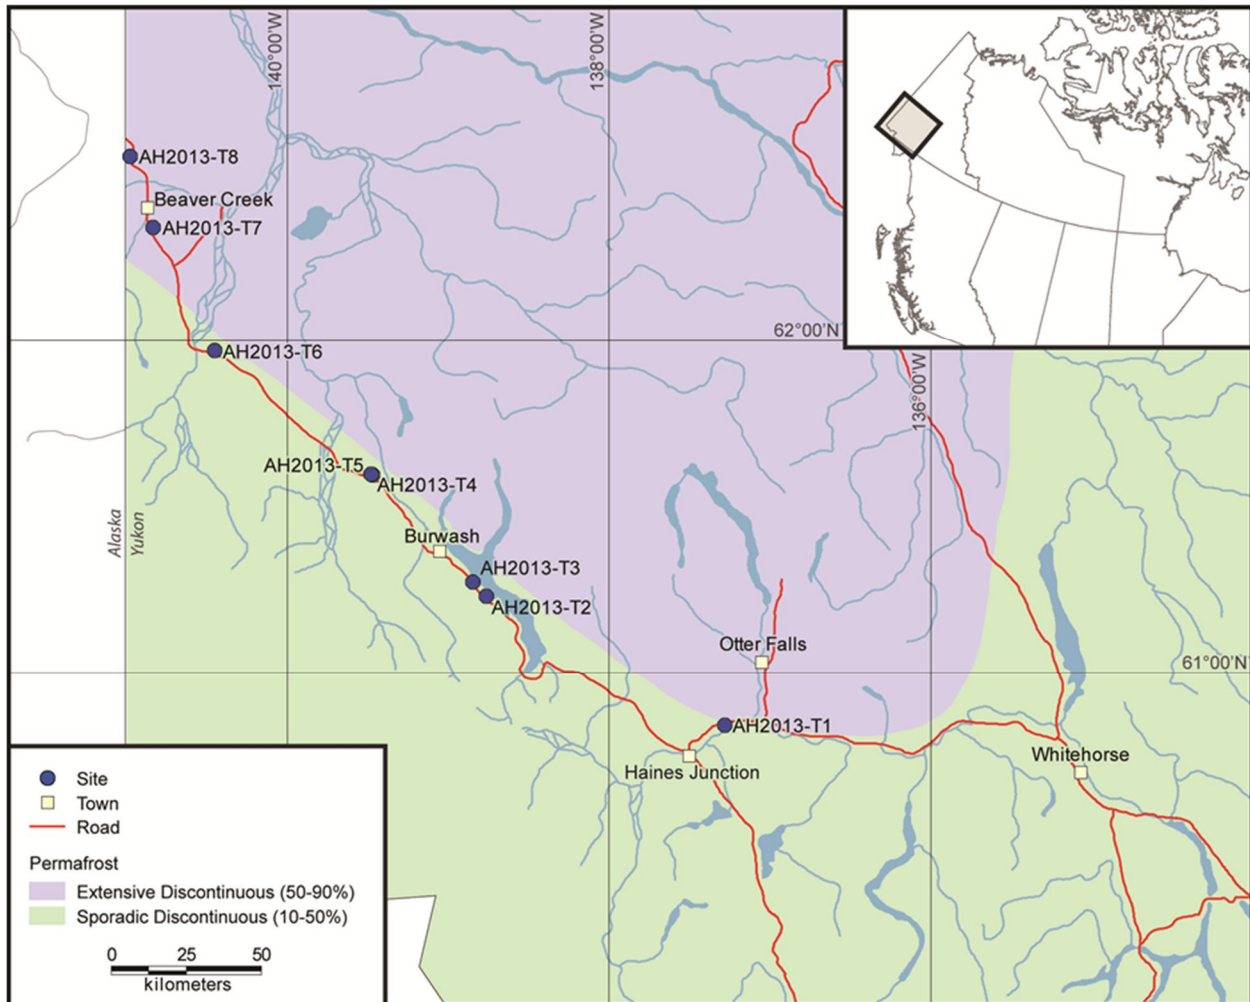 140°00'W
138°00'W
AH2013-T8
Beaver Creek
AH2013-T7
62°00'N
AH2013-T6
136°00'W
AH2013-T5
AH2013-T4
Alaska
Yukon
Burwash
AH2013-T3
AH2013-T2
Otter Falls
61°00'N
AH2013-T1
Haines Junction
Whitehorse
Site
Town
Road
Permafrost
Extensive Discontinuous (50-90%)
Sporadic Discontinuous (10-50%)
0 25 50
kilometers